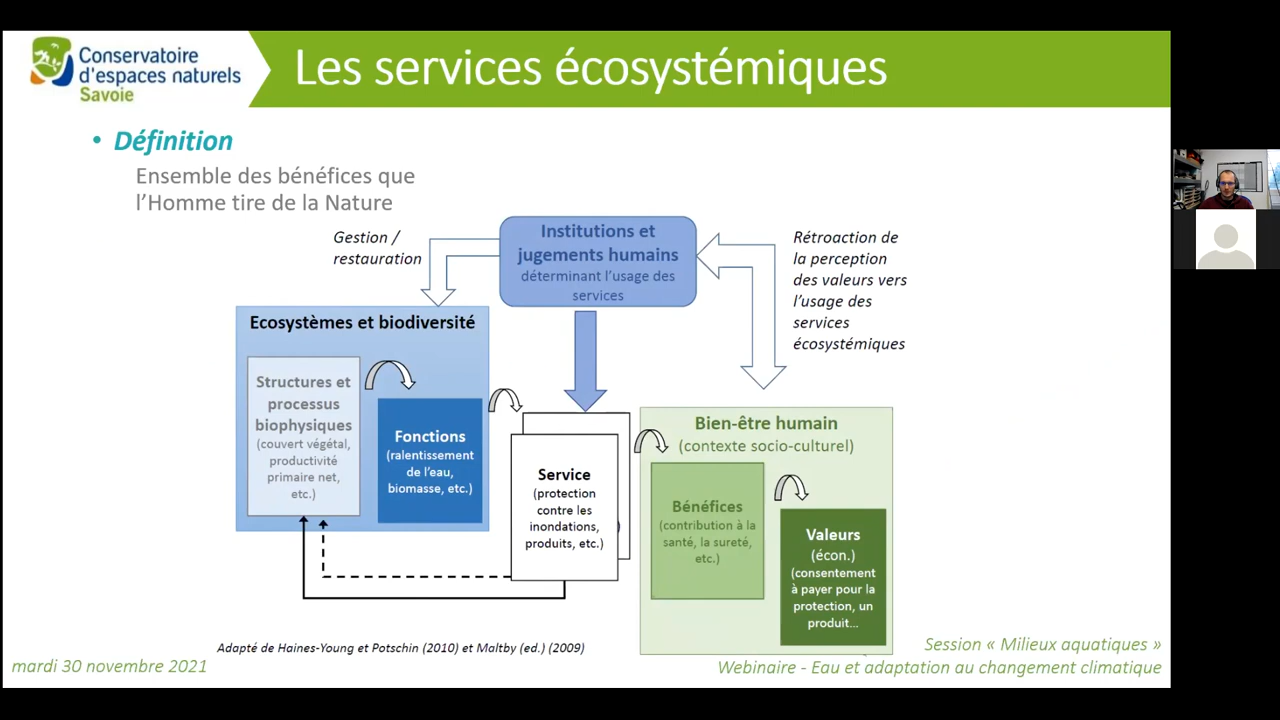 Conservatoire
d'espaces naturels
Savoie
Les services écosystémiques
• Définition
Ensemble des bénéfices que
l'Homme tire de la Nature
Gestion /
restauration
Institutions et
jugements humains
déterminant l'usage des
services
Rétroaction de
la perception
des valeurs vers
l'usage des
services
écosystémiques
Ecosystèmes et biodiversité
Structures et
processus
biophysiques
(couvert végétal,
productivité
primaire net,
etc.)
Fonctions
(ralentissement
de l'eau,
biomasse, etc.)
Service
(protection
contre les
inondations,
produits, etc.)
Bien-être humain
(contexte socio-culturel)
Bénéfices
(contribution à la
santé, la sureté,
etc.)
Valeurs
(écon.)
(consentement
à payer pour la
protection, un
produit...
Adapté de Haines-Young et Potschin (2010) et Maltby (ed.) (2009)
mardi 30 novembre 2021
Session « Milieux aquatiques »
Webinaire - Eau et adaptation au changement climatique